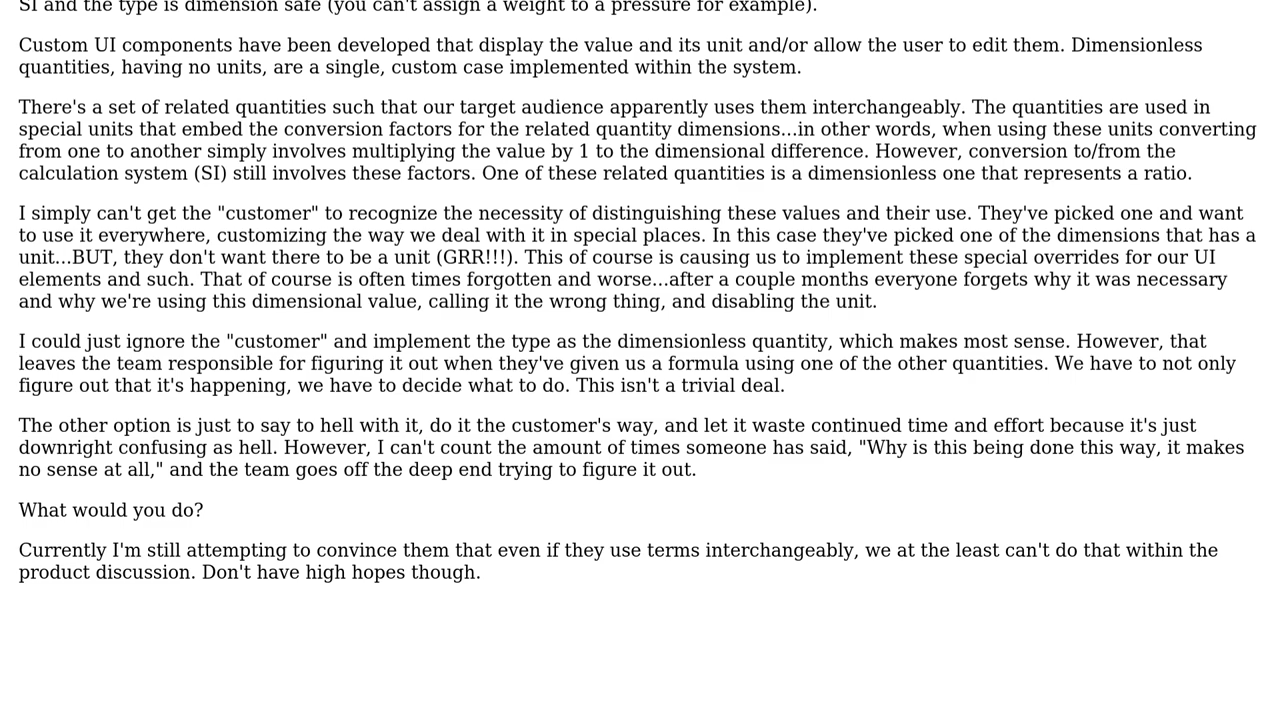 SI and the type is dimension safe (you can't assign a weight to a pressure for example).
Custom UI components have been developed that display the value and its unit and/or allow the user to edit them. Dimensionless
quantities, having no units, are a single, custom case implemented within the system.
There's a set of related quantities such that our target audience apparently uses them interchangeably. The quantities are used in
special units that embed the conversion factors for the related quantity dimensions...in other words, when using these units converting
from one to another simply involves multiplying the value by 1 to the dimensional difference. However, conversion to/from the
calculation system (SI) still involves these factors. One of these related quantities is a dimensionless one that represents a ratio.
I simply can't get the "customer" to recognize the necessity of distinguishing these values and their use. They've picked one and want
to use it everywhere, customizing the way we deal with it in special places. In this case they've picked one of the dimensions that has a
unit...BUT, they don't want there to be a unit (GRR!!!). This of course is causing us to implement these special overrides for our UI
elements and such. That of course is often times forgotten and worse...after a couple months everyone forgets why it was necessary
and why we're using this dimensional value, calling it the wrong thing, and disabling the unit.
I could just ignore the "customer" and implement the type as the dimensionless quantity, which makes most sense. However, that
leaves the team responsible for figuring it out when they've given us a formula using one of the other quantities. We have to not only
figure out that it's happening, we have to decide what to do. This isn't a trivial deal.
The other option is just to say to hell with it, do it the customer's way, and let it waste continued time and effort because it's just
downright confusing as hell. However, I can't count the amount of times someone has said, "Why is this being done this way, it makes
no sense at all," and the team goes off the deep end trying to figure it out.
What would you do?
Currently I'm still attempting to convince them that even if they use terms interchangeably, we at the least can't do that within the
product discussion. Don't have high hopes though.